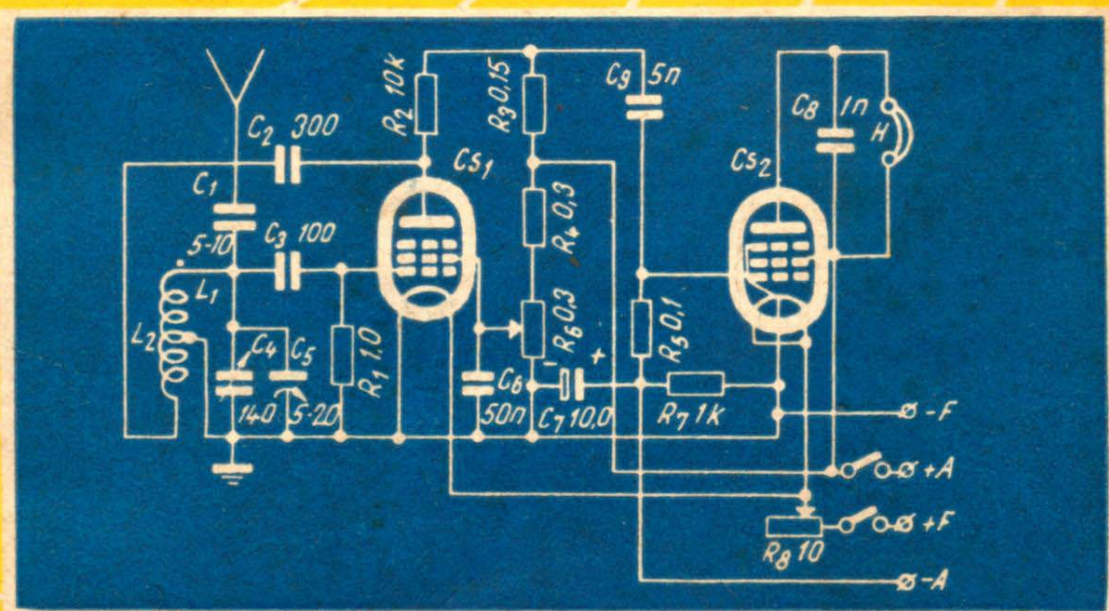 C2 300
R2 10k
R3 0,15
C9 5n
C8 1n
H
Cs1
Cs2
C1
5-10
C3 100
R4 0,3
L1
L2
C4
140
C5
5-20
R1 1,0
C6
50n
R6 0,3
- +
C7 10,0
R5 0,1
R7 1k
Ø -F
Ø +A
Ø +F
R8 10
Ø -A